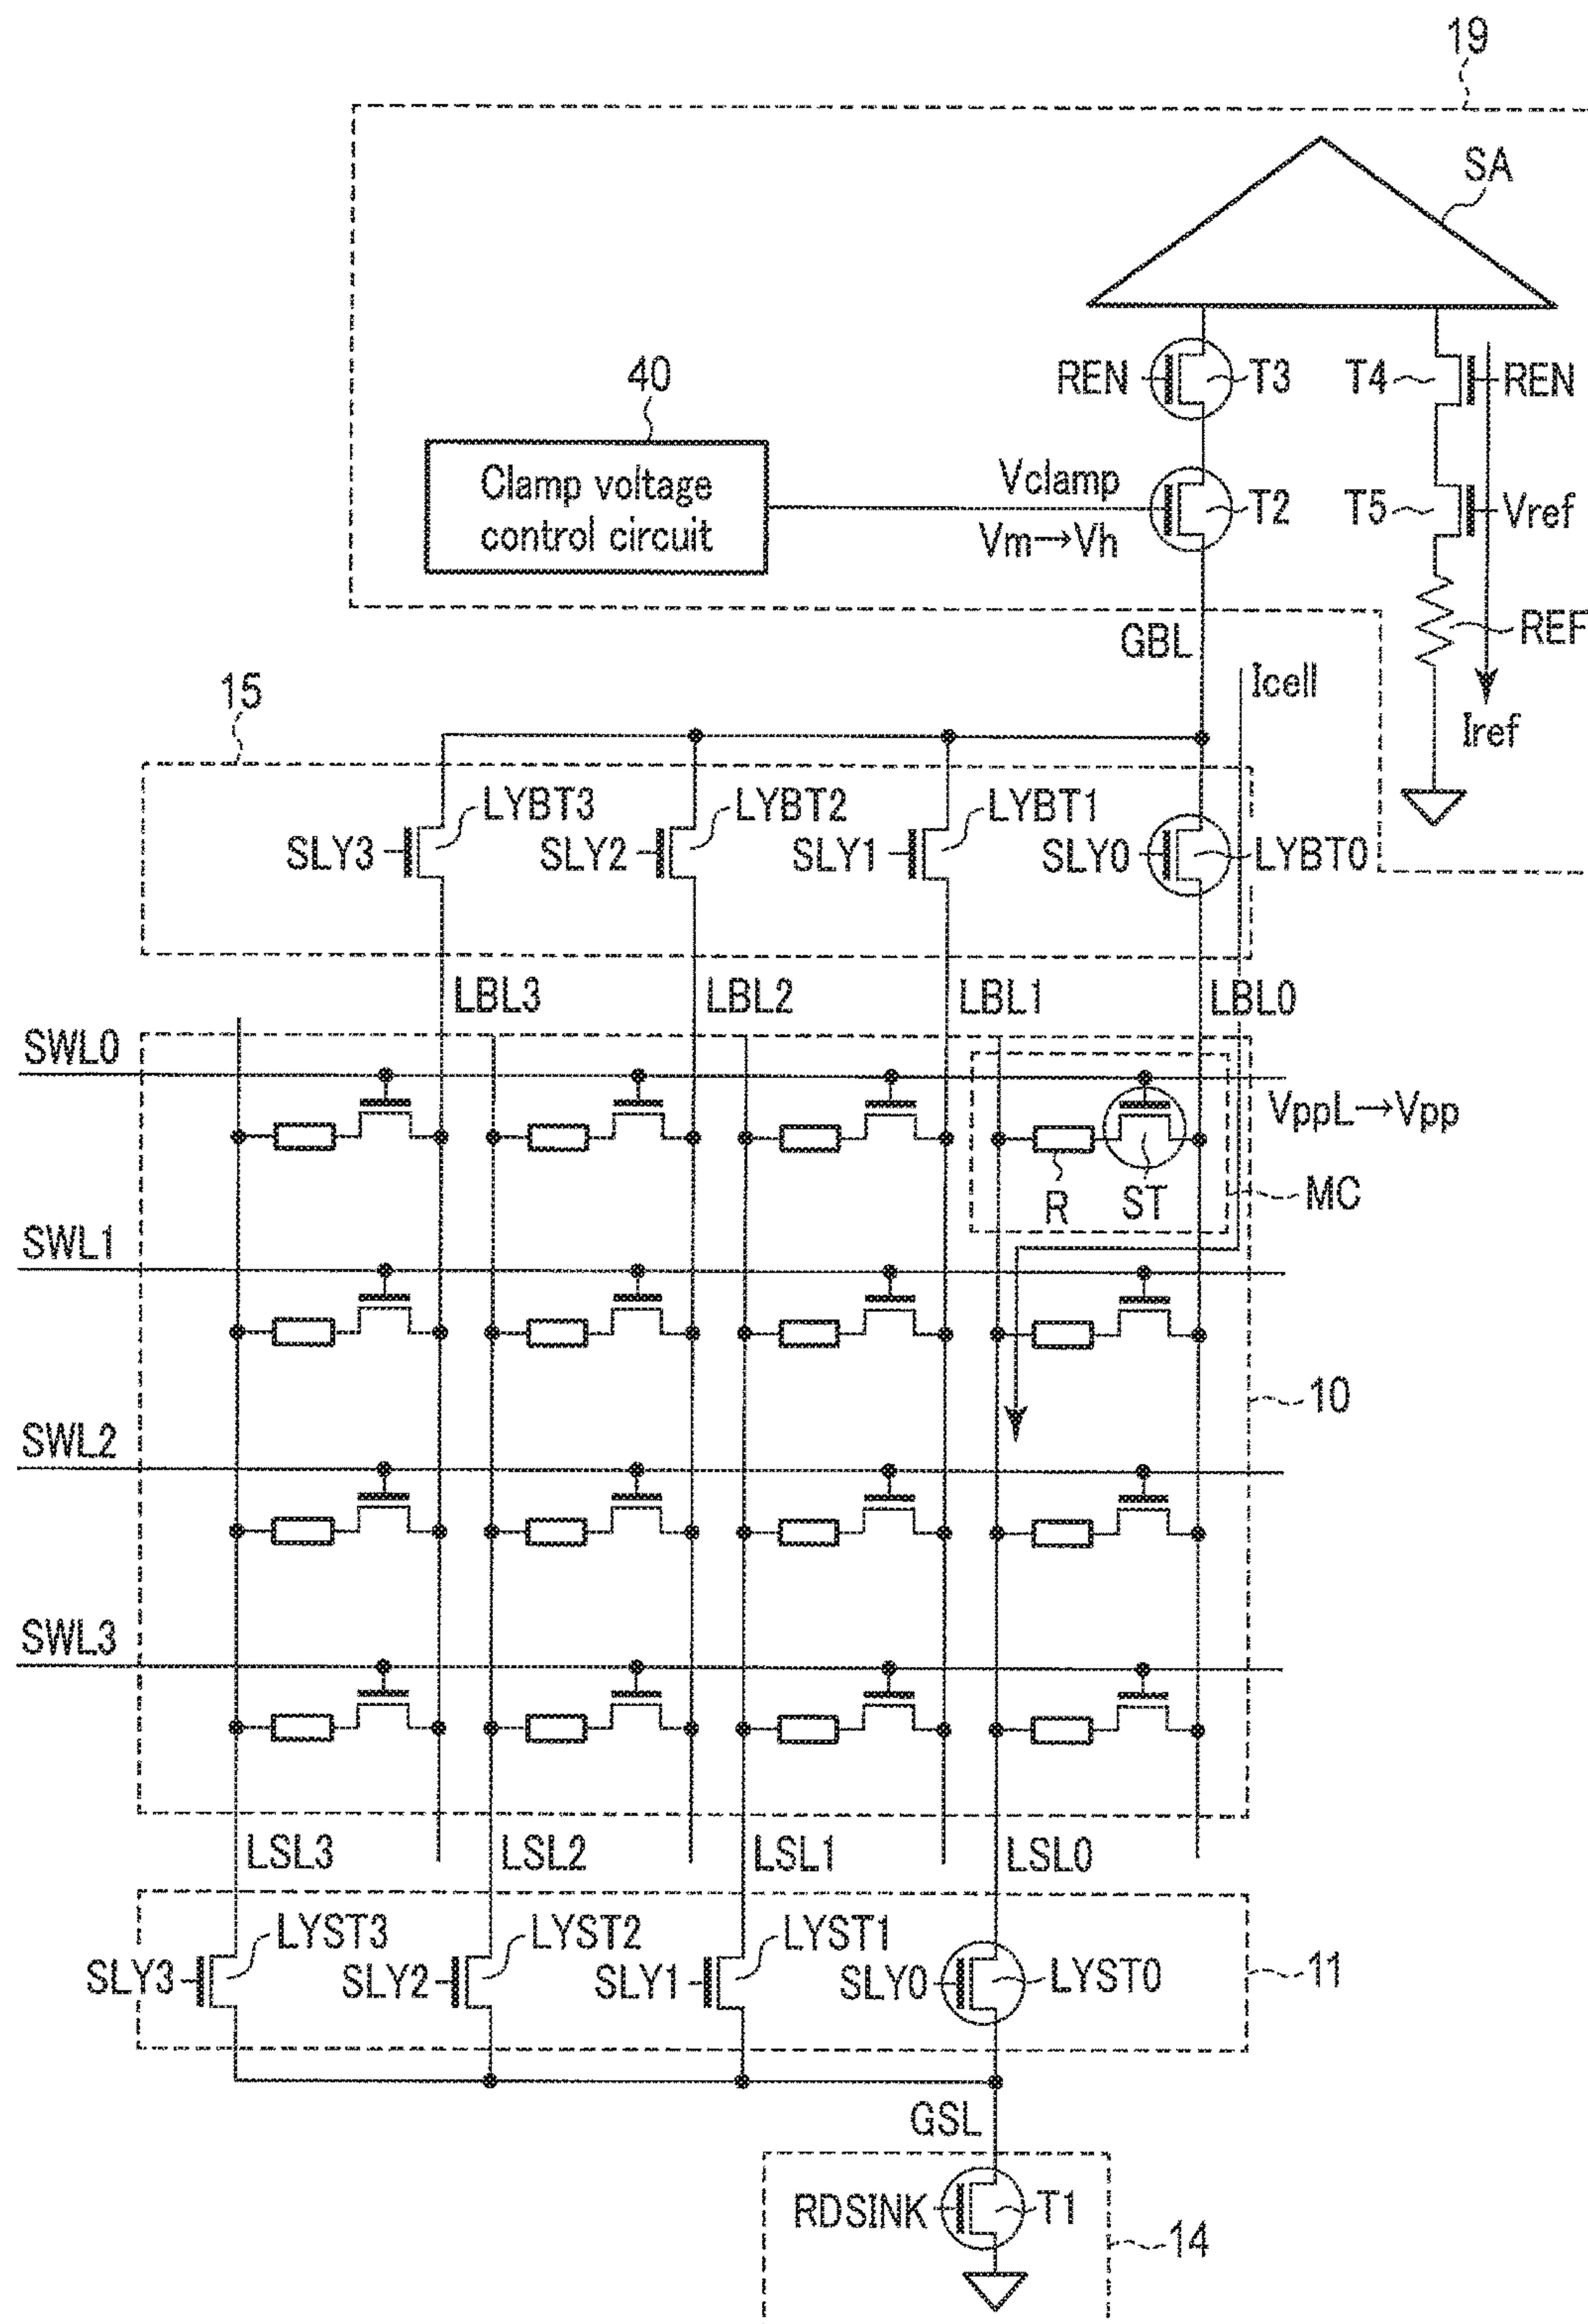 19
SA
40
REN
T3
T4
REN
Clamp voltage
control circuit
Vclamp
Vm→Vh
T2
T5
Vref
GBL
REF
Icell
Iref
15
LYBT3
LYBT2
LYBT1
SLY3
SLY2
SLY1
SLY0
LYBT0
LBL3
LBL2
LBL1
LBL0
SWL0
VppL→Vpp
R
ST
MC
SWL1
10
SWL2
SWL3
LSL3
LSL2
LSL1
LSL0
LYST3
LYST2
LYST1
SLY3
SLY2
SLY1
SLY0
LYST0
11
GSL
RDSINK
T1
14